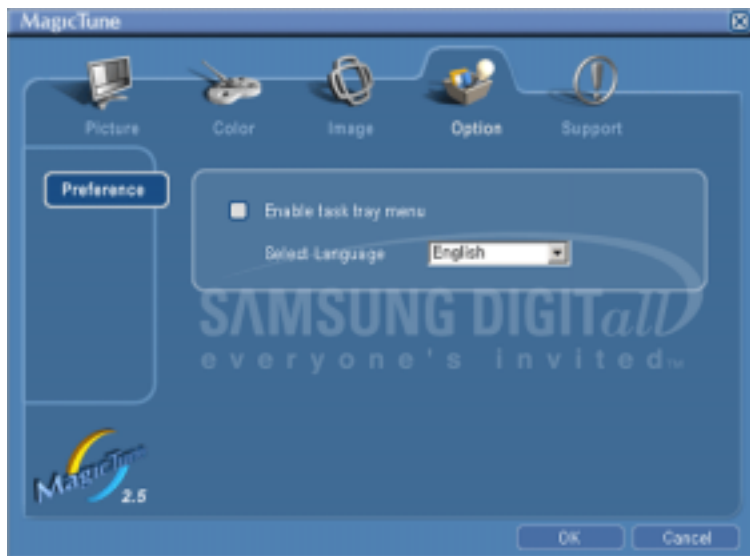 MagicTune
Picture Color Image Option Support
Preference
Enable task tray menu
Select Language English
SAMSUNG DIGITall
everyone's invited™
MagicTune
2.5
OK Cancel